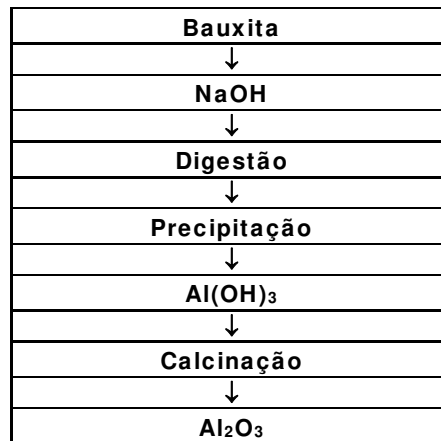 Bauxita
↓
NaOH
↓
Digestão
↓
Precipitação
↓
Al(OH)₃
↓
Calcinação
↓
Al₂O₃